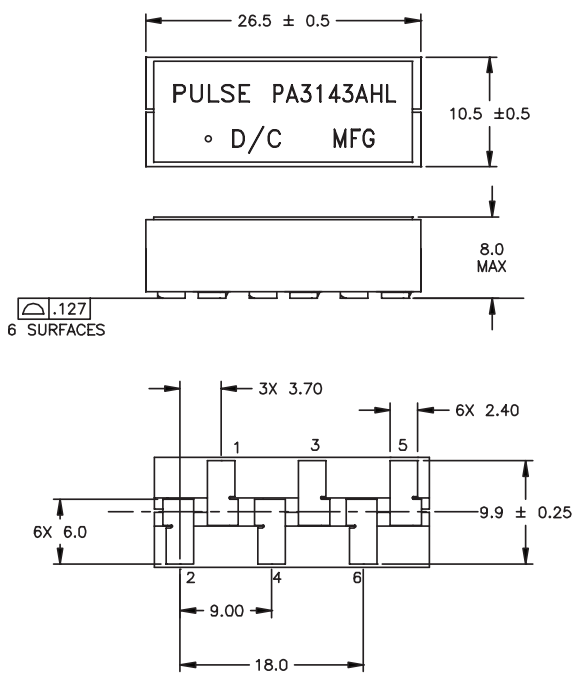 26.5 ± 0.5
PULSE PA3143AHL
° D/C MFG
10.5 ±0.5
8.0
MAX
.127
6 SURFACES
3X 3.70
6X 2.40
1 3 5
6X 6.0
9.9 ± 0.25
2 4 6
9.00
18.0